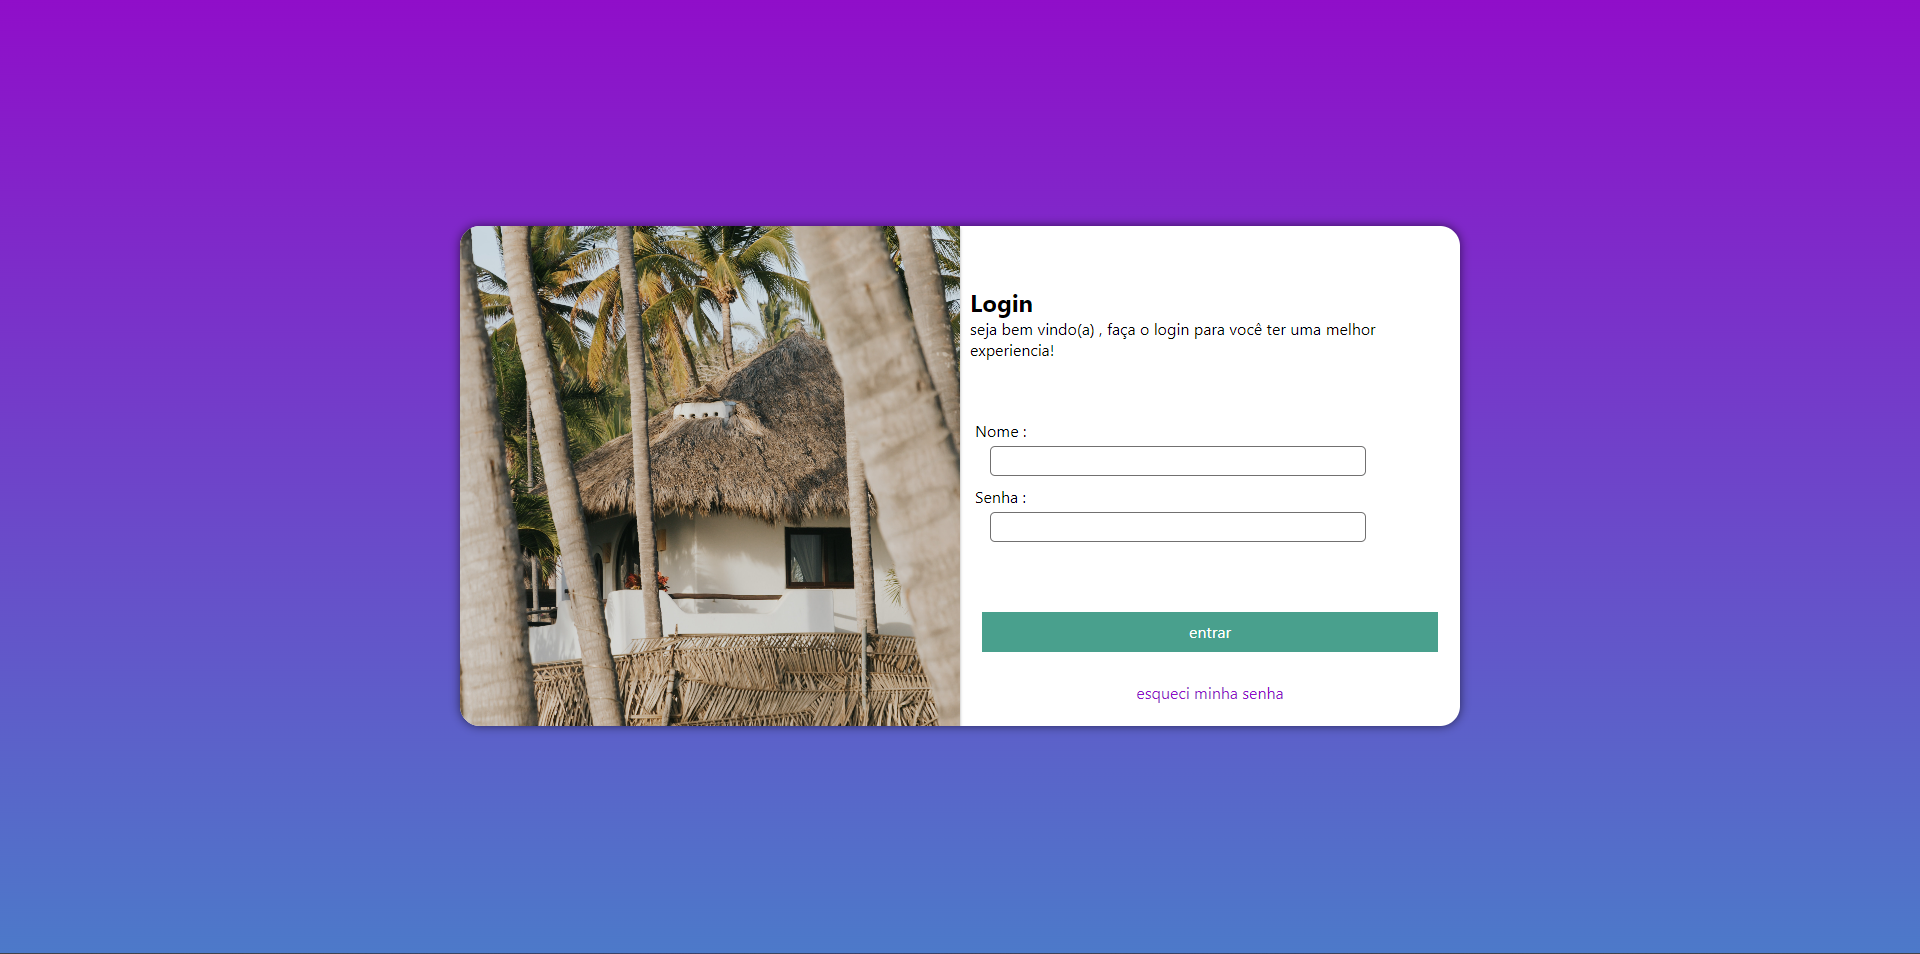 Login
seja bem vindo(a) , faça o login para você ter uma melhor
experiencia!
Nome :
Senha :
entrar
esqueci minha senha